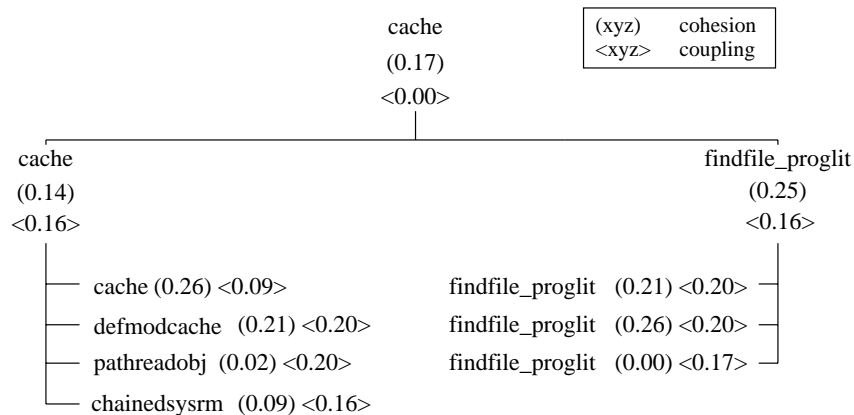 cache
(0.17)
<0.00>
(xyz) cohesion
<xyz> coupling
cache
(0.14)
<0.16>
findfile_proglit
(0.25)
<0.16>
cache (0.26) <0.09>
defmodcache (0.21) <0.20>
pathreadobj (0.02) <0.20>
chainedsysrm (0.09) <0.16>
findfile_proglit (0.21) <0.20>
findfile_proglit (0.26) <0.20>
findfile_proglit (0.00) <0.17>